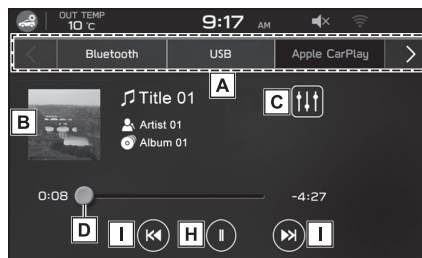 OUT TEMP
10 °C
9:17 AM
Bluetooth USB Apple CarPlay
A
Title 01
C
B
Artist 01
Album 01
0:08 -4:27
D I H I